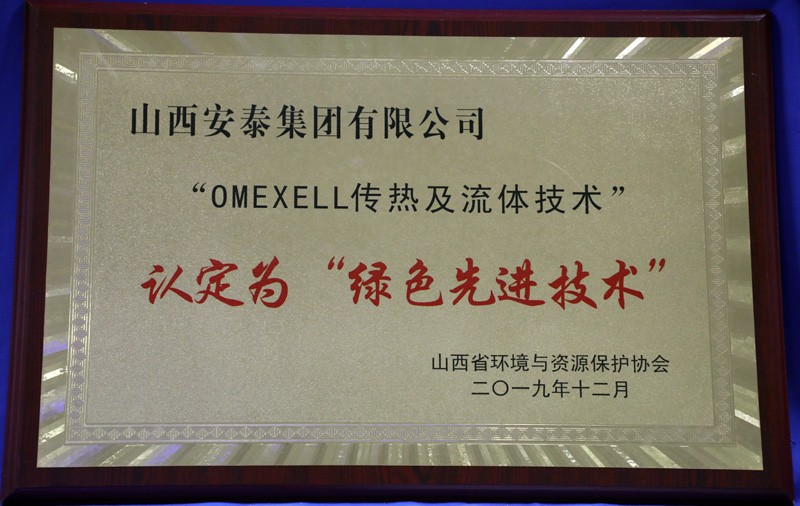 山西安泰集团有限公司
“OMEXELL传热及流体技术”
认定为“绿色先进技术”
山西省环境与资源保护协会
二〇一九年十二月